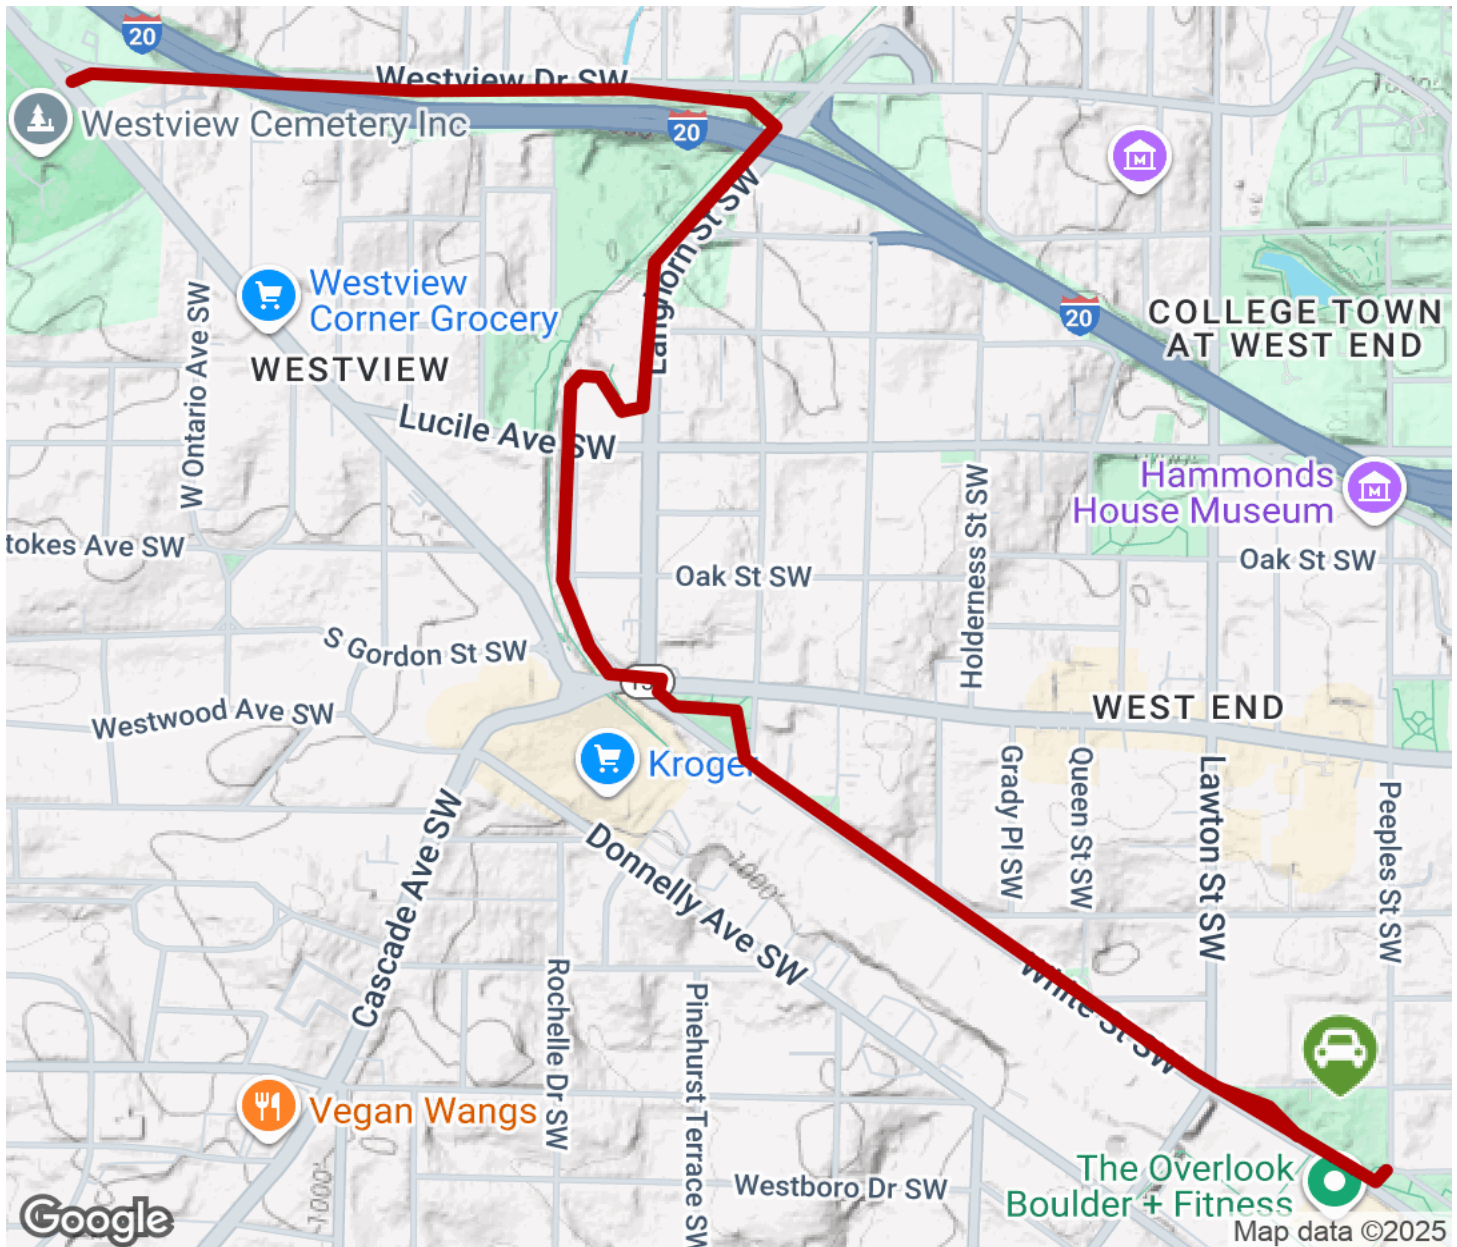 20
Westview Dr SW
Westview Cemetery Inc
20
Langhorn St SW
Westview
Corner Grocery
20
COLLEGE TOWN
AT WEST END
W Ontario Ave SW
WESTVIEW
Lucile Ave SW
Hammonds
House Museum
tokes Ave SW
Oak St SW
Holderness St SW
Oak St SW
S Gordon St SW
Westwood Ave SW
WEST END
Kroger
Grady Pl SW
Queen St SW
Lawton St SW
Peeples St SW
Cascade Ave SW
Donnelly Ave SW
1000'
White St SW
Rochelle Dr SW
Pinehurst Terrace SW
Vegan Wangs
1000'
Westboro Dr SW
The Overlook
Boulder + Fitness
Google
Map data ©2025